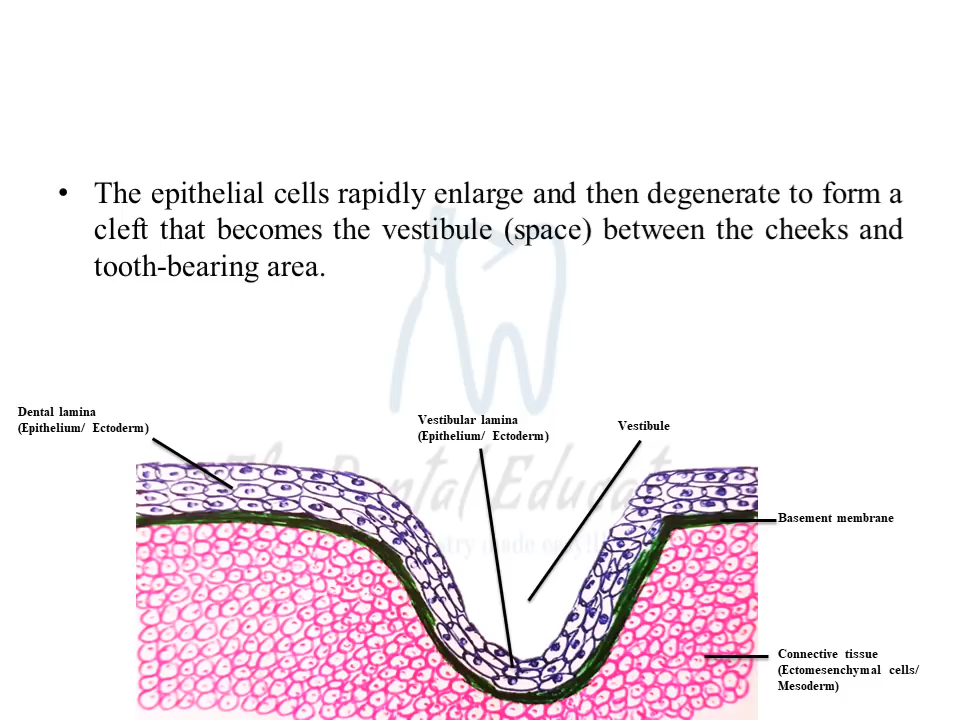 • The epithelial cells rapidly enlarge and then degenerate to form a
cleft that becomes the vestibule (space) between the cheeks and
tooth-bearing area.
Dental lamina
(Epithelium/ Ectoderm)
Vestibular lamina
(Epithelium/ Ectoderm)
Vestibule
Basement membrane
Connective tissue
(Ectomesenchymal cells/
Mesoderm)